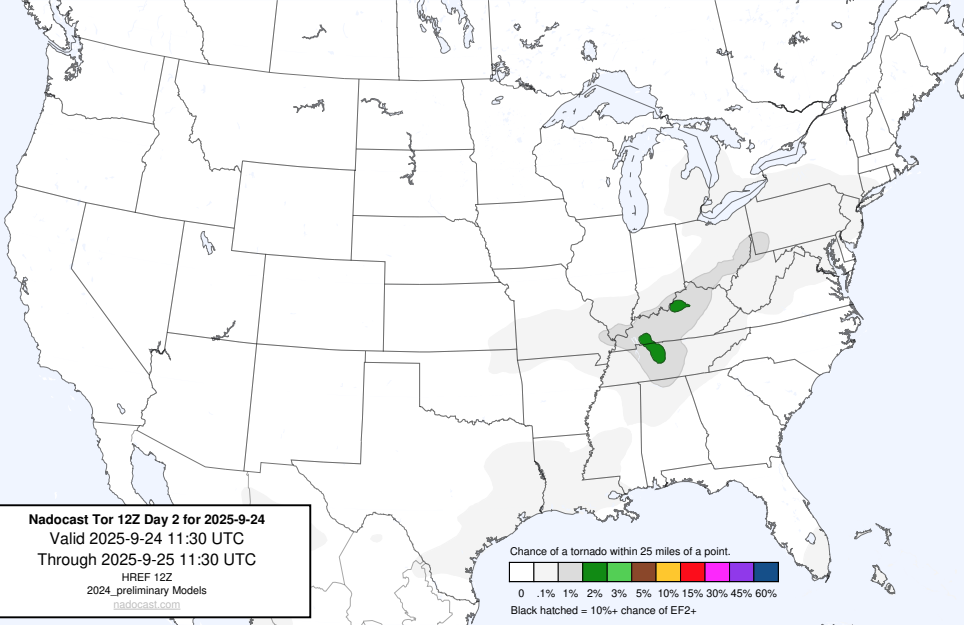 Nadocast Tor 12Z Day 2 for 2025-9-24
Valid 2025-9-24 11:30 UTC
Through 2025-9-25 11:30 UTC
HREF 12Z
2024_preliminary Models
nadocast.com
Chance of a tornado within 25 miles of a point.
0 .1% 1% 2% 3% 5% 10% 15% 30% 45% 60%
Black hatched = 10%+ chance of EF2+